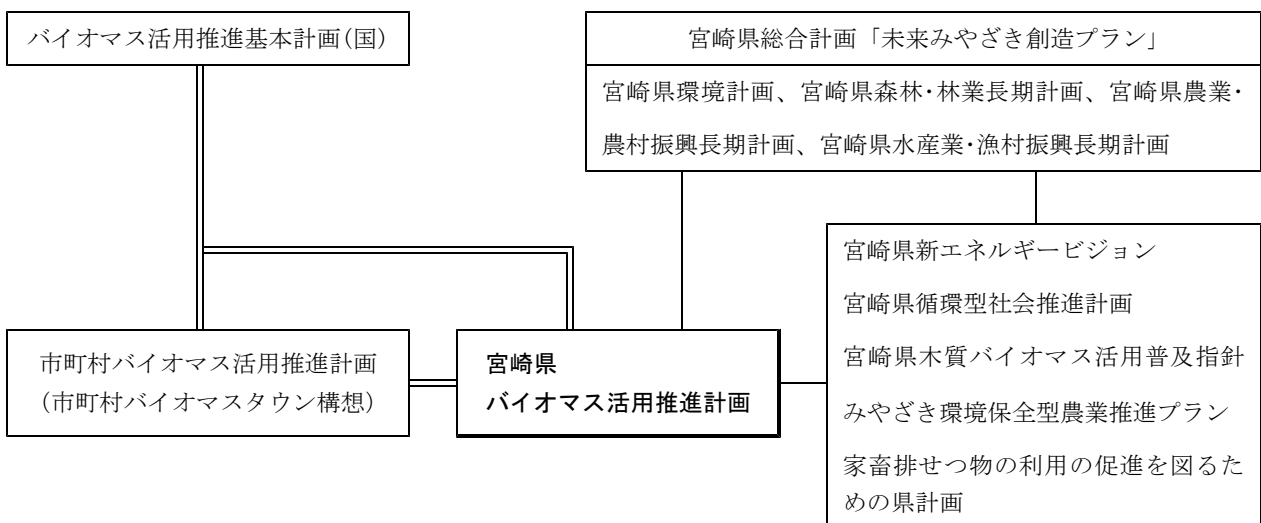 バイオマス活用推進基本計画(国)
宮崎県総合計画「未来みやざき創造プラン」
宮崎県環境計画、宮崎県森林・林業長期計画、宮崎県農業・
農村振興長期計画、宮崎県水産業・漁村振興長期計画
市町村バイオマス活用推進計画
(市町村バイオマスタウン構想)
宮崎県
バイオマス活用推進計画
宮崎県新エネルギービジョン
宮崎県循環型社会推進計画
宮崎県木質バイオマス活用普及指針
みやざき環境保全型農業推進プラン
家畜排せつ物の利用の促進を図るた
めの県計画